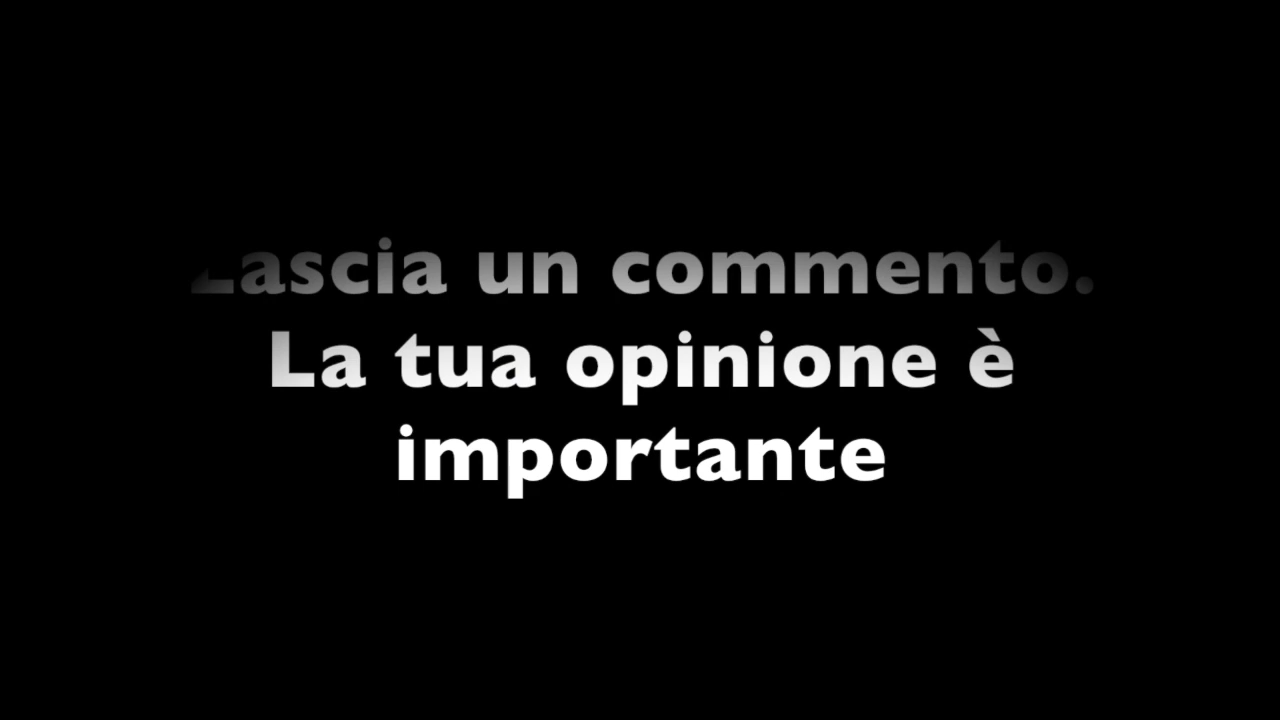 Lascia un commento.
La tua opinione è
importante